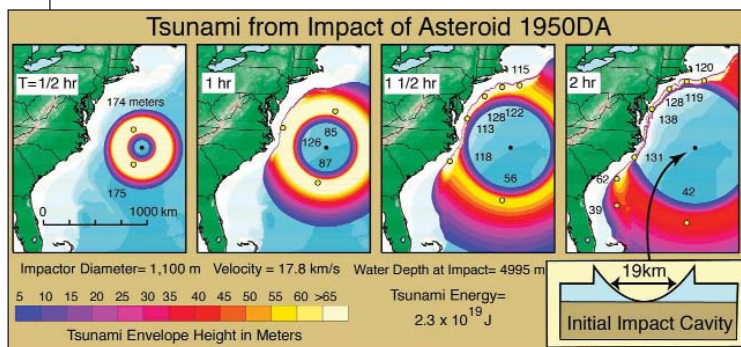 Tsunami from Impact of Asteroid 1950DA
T=1/2 hr
174 meters
175
0 1000 km
1 hr
85
126
87
1 1/2 hr
115
122
128
113
118
56
2 hr
120
119
128
138
131
62
39
42
Impactor Diameter= 1,100 m Velocity = 17.8 km/s Water Depth at Impact= 4995 m
5 10 15 20 25 30 35 40 45 50 55 60 >65
Tsunami Envelope Height in Meters
Tsunami Energy=
2.3 x 10^19 J
19km
Initial Impact Cavity